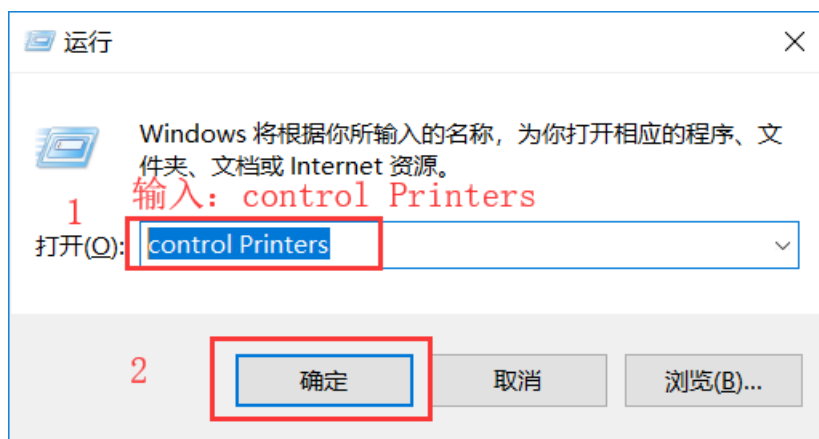 运行
Windows 将根据你所输入的名称，为你打开相应的程序、文
件夹、文档或 Internet 资源。
输入: control Printers
1
打开(O):
control Printers
2
确定
取消
浏览(B)...